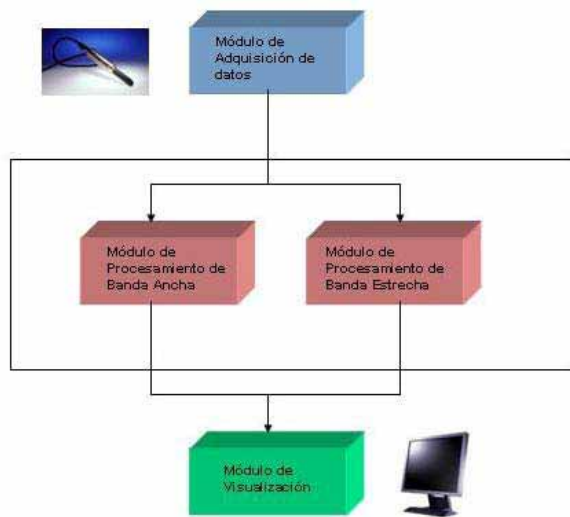 Módulo de
Adquisición de
datos
Módulo de
Procesamiento de
Banda Ancha
Módulo de
Procesamiento de
Banda Estrecha
Módulo de
Visualización